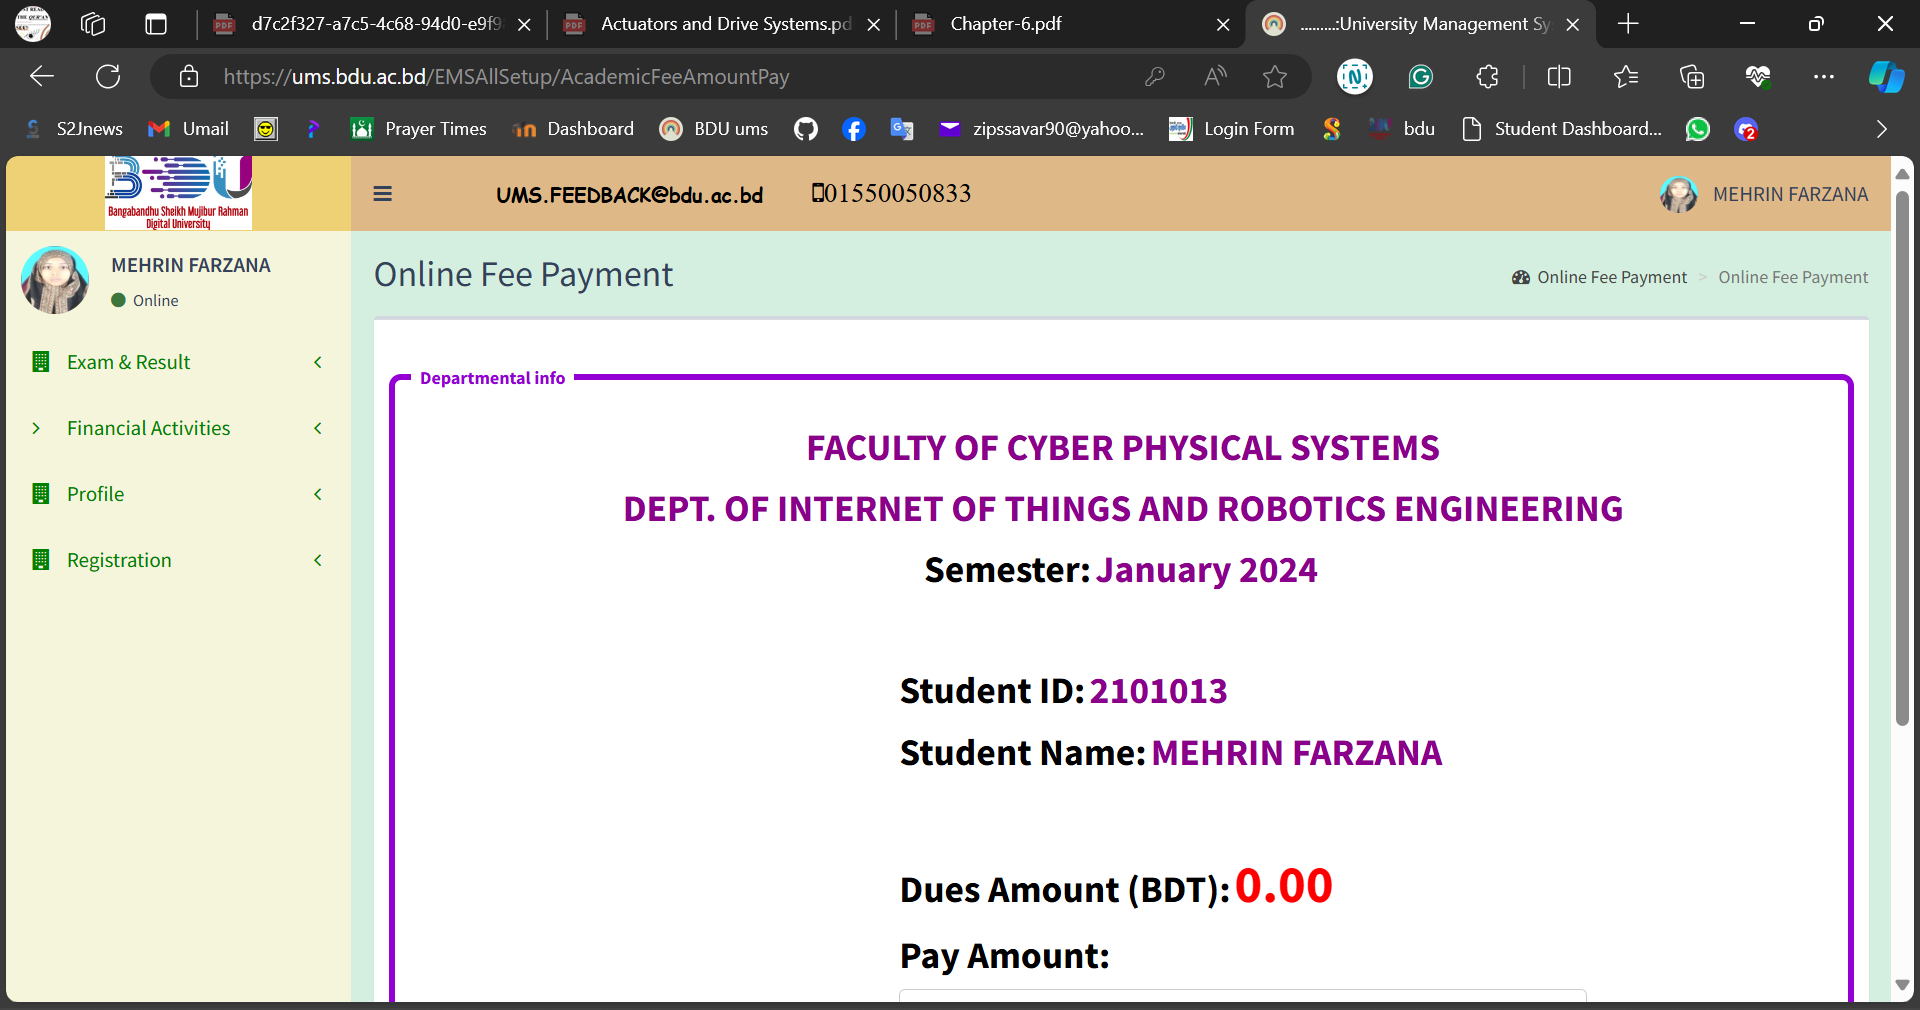 d7c2f327-a7c5-4c68-94d0-e9f9
Actuators and Drive Systems.pd
Chapter-6.pdf
..........:University Management Sy
https://ums.bdu.ac.bd/EMSAllSetup/AcademicFeeAmountPay
S2Jnews
Umail
Prayer Times
Dashboard
BDU ums
zipssavar90@yahoo...
Login Form
bdu
Student Dashboard...
BDU
Bangabandhu Sheikh Mujibur Rahman
Digital University
UMS.FEEDBACK@bdu.ac.bd
01550050833
MEHRIN FARZANA
MEHRIN FARZANA
Online
Exam & Result
Financial Activities
Profile
Registration
Online Fee Payment
Online Fee Payment > Online Fee Payment
Departmental info
FACULTY OF CYBER PHYSICAL SYSTEMS
DEPT. OF INTERNET OF THINGS AND ROBOTICS ENGINEERING
Semester: January 2024
Student ID: 2101013
Student Name: MEHRIN FARZANA
Dues Amount (BDT): 0.00
Pay Amount: